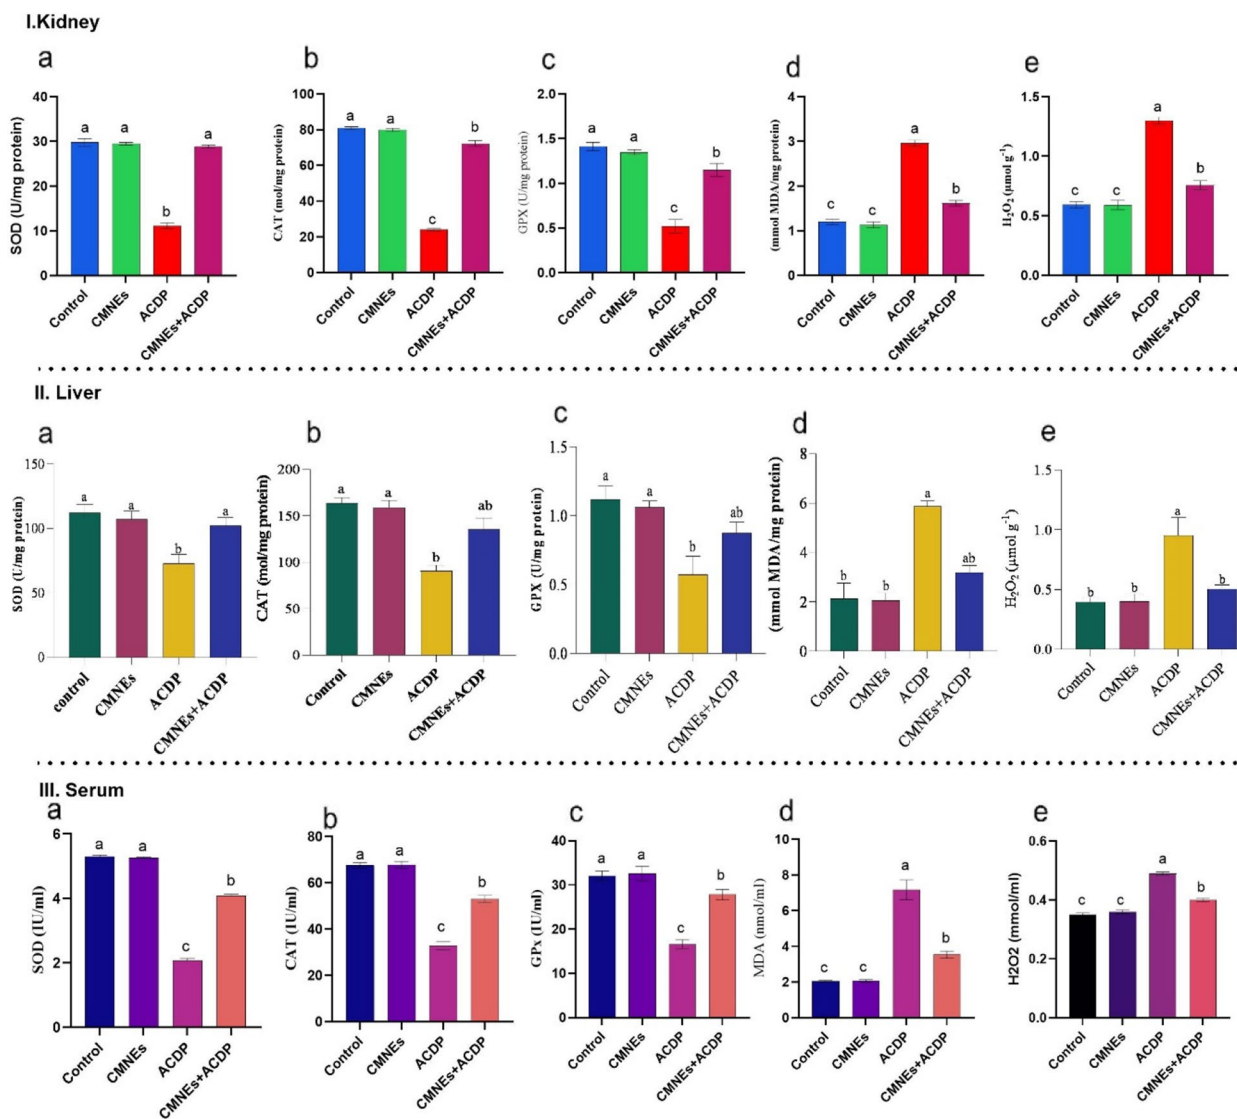 I.Kidney
a
b
c
d
e
SOD (U/mg protein)
40
30
20
10
0
a
a
b
a
Control
CMNEs
ACDP
CMNEs+ACDP
CAT (mol/mg protein)
100
80
60
40
20
0
a
a
c
b
Control
CMNEs
ACDP
CMNEs+ACDP
GPX (U/mg protein)
2.0
1.5
1.0
0.5
0.0
a
a
c
b
Control
CMNEs
ACDP
CMNEs+ACDP
(mmol MDA/mg protein)
4
3
2
1
0
c
c
a
b
Control
CMNEs
ACDP
CMNEs+ACDP
H₂O₂ (µmol g⁻¹)
1.5
1.0
0.5
0.0
c
c
a
b
Control
CMNEs
ACDP
CMNEs+ACDP
II. Liver
a
b
c
d
e
SOD (U/mg protein)
150
100
50
0
a
a
b
a
control
CMNEs
ACDP
CMNEs+ACDP
CAT (mol/mg protein)
200
150
100
50
0
a
a
b
ab
Control
CMNEs
ACDP
CMNEs+ACDP
GPX (U/mg protein)
1.5
1.0
0.5
0.0
a
a
b
ab
Control
CMNEs
ACDP
CMNEs+ACDP
(mmol MDA/mg protein)
8
6
4
2
0
b
b
a
ab
Control
CMNEs
ACDP
CMNEs+ACDP
H₂O₂ (µmol g⁻¹)
1.5
1.0
0.5
0.0
b
b
a
b
Control
CMNEs
ACDP
CMNEs+ACDP
III. Serum
a
b
c
d
e
SOD (IU/ml)
6
4
2
0
a
a
c
b
Control
CMNEs
ACDP
CMNEs+ACDP
CAT (IU/ml)
80
60
40
20
0
a
a
c
b
Control
CMNEs
ACDP
CMNEs+ACDP
GPx (IU/ml)
40
30
20
10
0
a
a
c
b
Control
CMNEs
ACDP
CMNEs+ACDP
MDA (nmol/ml)
10
8
6
4
2
0
c
c
a
b
Control
CMNEs
ACDP
CMNEs+ACDP
H2O2 (mmol/ml)
0.6
0.4
0.2
0.0
c
c
a
b
Control
CMNEs
ACDP
CMNEs+ACDP